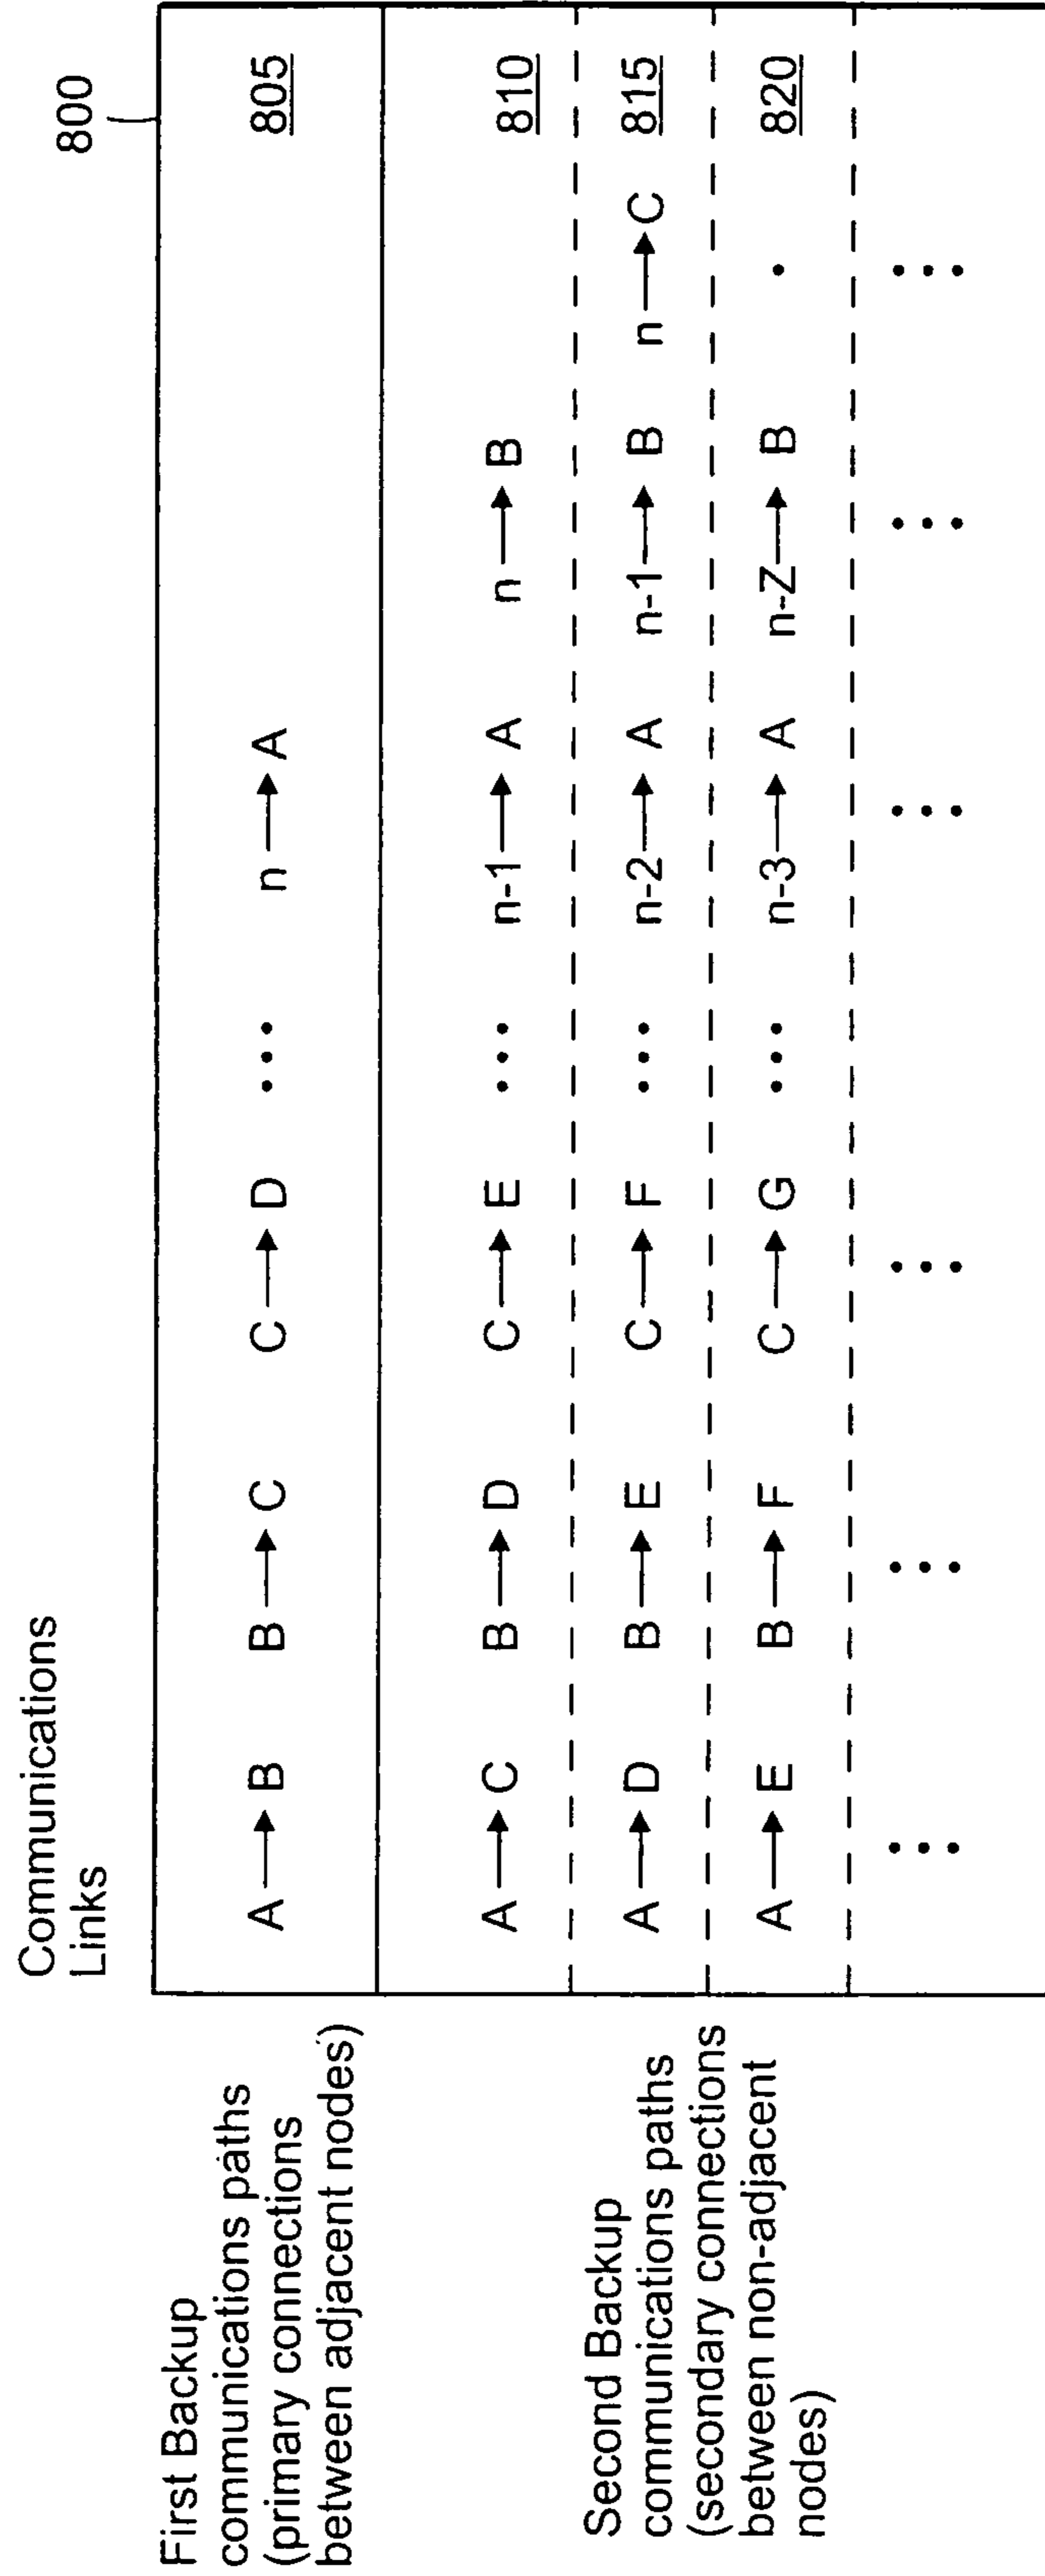 800
Communications
Links
First Backup
communications paths
(primary connections
between adjacent nodes)
A→B B→C C→D ••• n→A 805
Second Backup
communications paths
(secondary connections
between non-adjacent
nodes)
A→C B→D C→E ••• n-1→A n→B 810
A→D B→E C→F ••• n-2→A n-1→B n→C 815
A→E B→F C→G ••• n-3→A n-Z→B • 820
••• ••• ••• ••• ••• •••